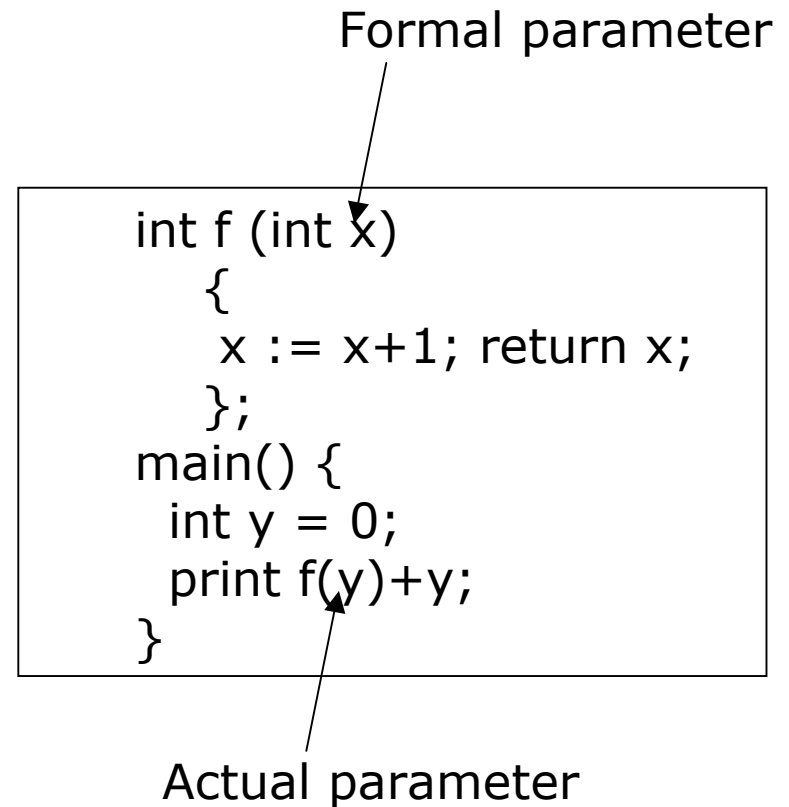 Formal parameter
int f (int x)
{
x := x+1; return x;
};
main() {
int y = 0;
print f(y)+y;
}
Actual parameter